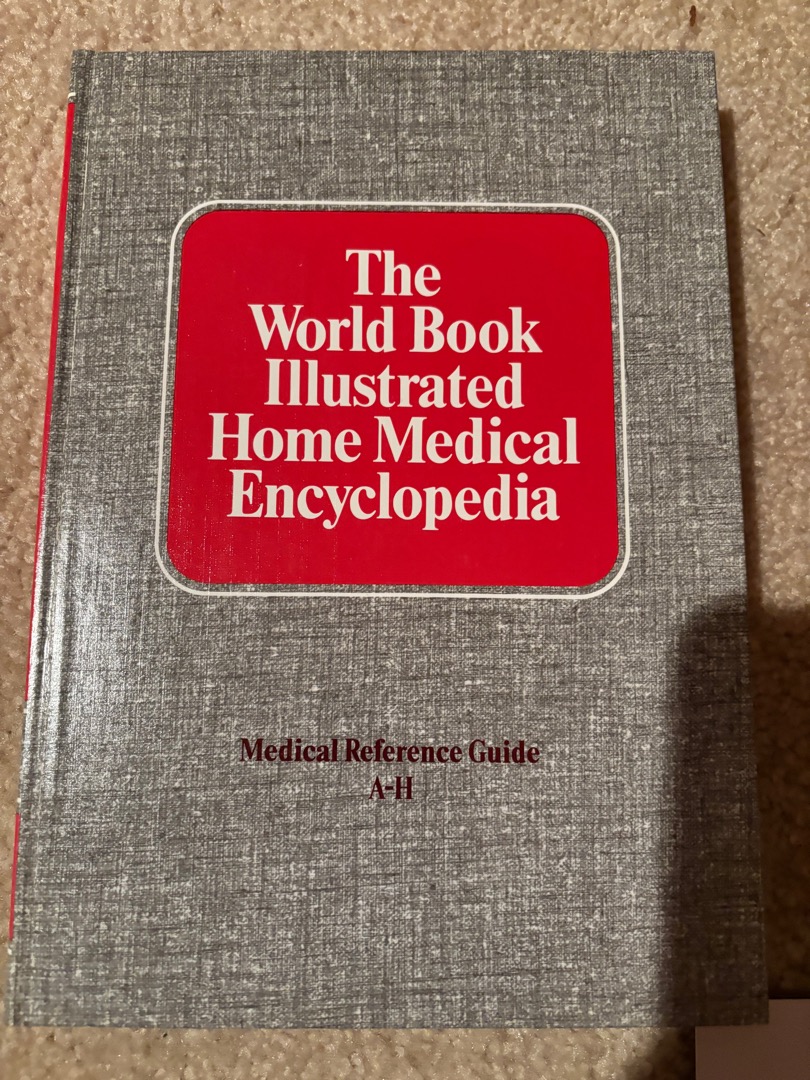 The
World Book
Illustrated
Home Medical
Encyclopedia
Medical Reference Guide
A-H